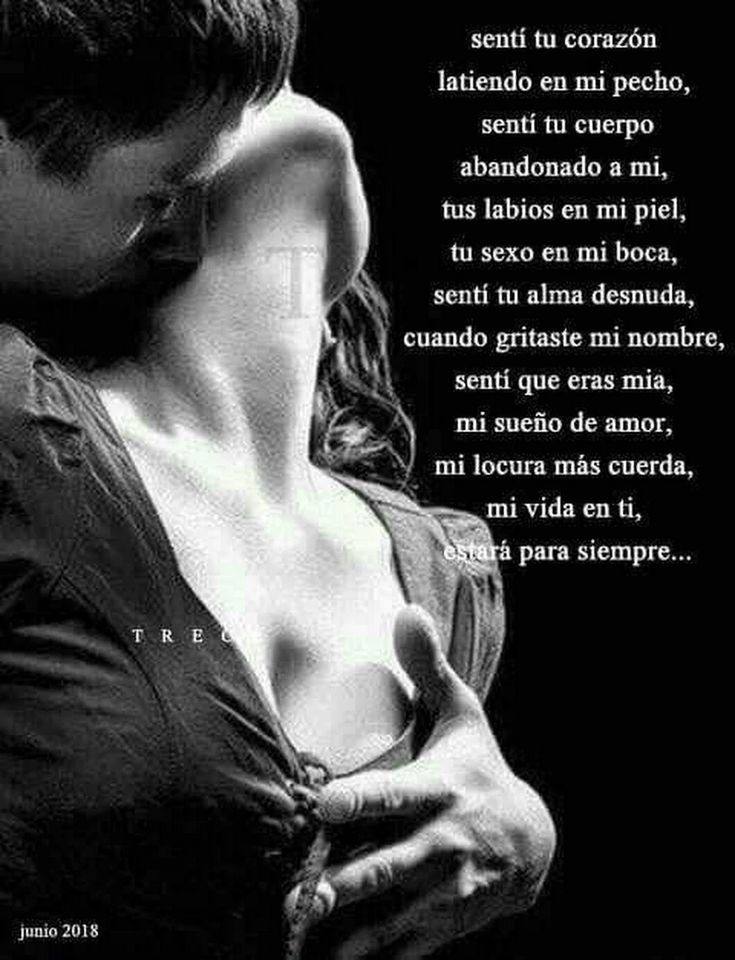 sentí tu corazón
latiendo en mi pecho,
sentí tu cuerpo
abandonado a mi,
tus labios en mi piel,
tu sexo en mi boca,
sentí tu alma desnuda,
cuando gritaste mi nombre,
sentí que eras mia,
mi sueño de amor,
mi locura más cuerda,
mi vida en ti,
estará para siempre...
T
T R E C
junio 2018